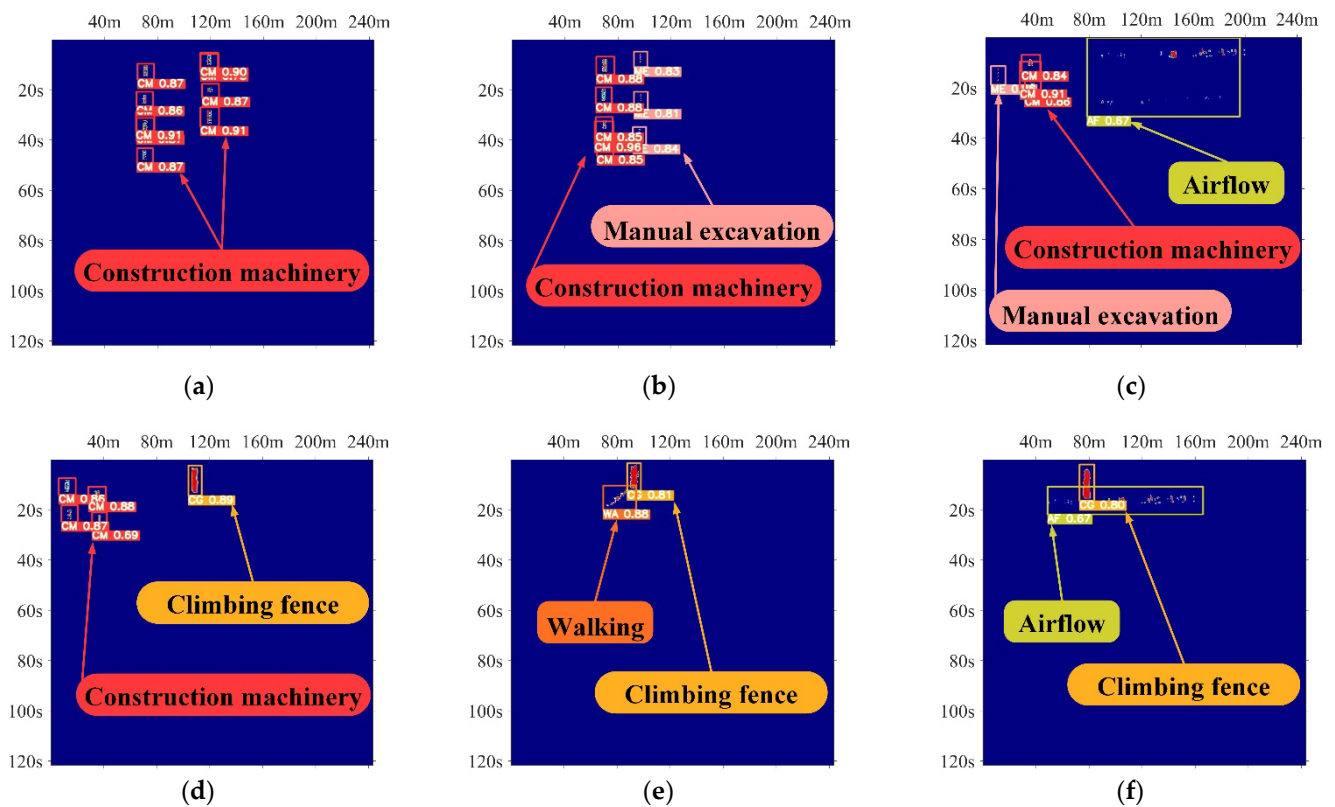 40m 80m 120m 160m 200m 240m
20s
40s
60s
80s
100s
120s
CM 0.87
CM 0.86
CM 0.91
CM 0.87
CM 0.90
CM 0.87
CM 0.91
Construction machinery
(a)
40m 80m 120m 160m 200m 240m
20s
40s
60s
80s
100s
120s
CM 0.88
CM 0.88
CM 0.85
CM 0.96
CM 0.85
ME 0.83
ME 0.81
ME 0.84
Manual excavation
Construction machinery
(b)
40m 80m 120m 160m 200m 240m
20s
40s
60s
80s
100s
120s
CM 0.84
CM 0.91
AF 0.67
Airflow
Construction machinery
Manual excavation
(c)
40m 80m 120m 160m 200m 240m
20s
40s
60s
80s
100s
120s
CM 0.88
CM 0.87
CM 0.69
CG 0.89
Climbing fence
Construction machinery
(d)
40m 80m 120m 160m 200m 240m
20s
40s
60s
80s
100s
120s
CG 0.81
WA 0.88
Walking
Climbing fence
(e)
40m 80m 120m 160m 200m 240m
20s
40s
60s
80s
100s
120s
CG 0.80
AF 0.67
Airflow
Climbing fence
(f)